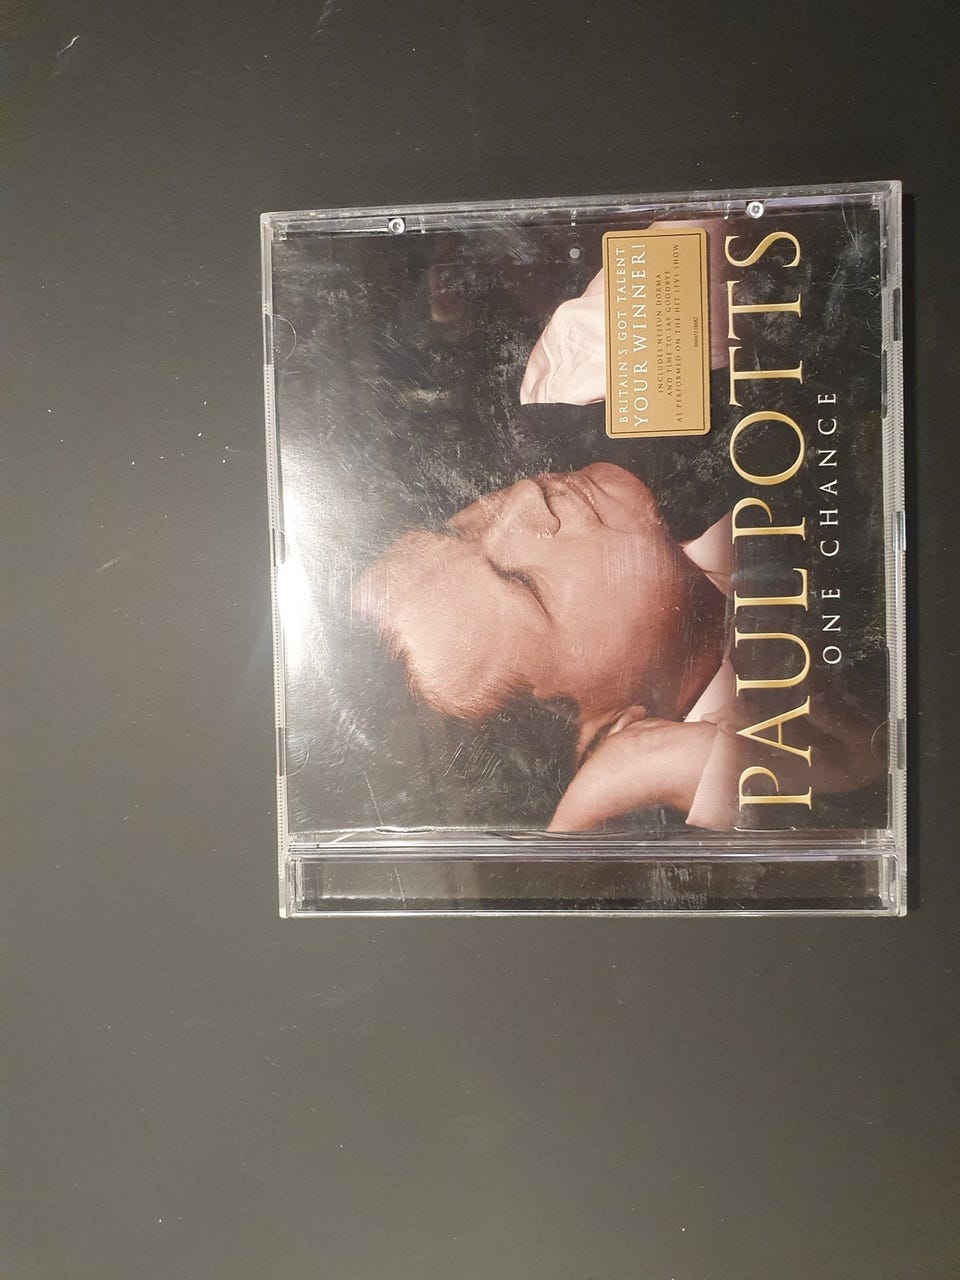 BRITAIN'S GOT TALENT
YOUR WINNER!
INCLUDES NESSUN DORMA
AND TIME TO SAY GOODBYE
AS PERFORMED ON THE HIT ITV1 SHOW
PAUL POTTS
ONE CHANCE